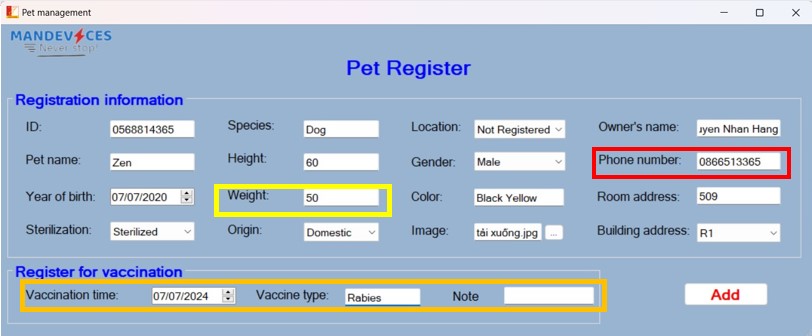 Pet management
MANDEVICES
Never stop!
Pet Register
Registration information
ID: 0568814365 Species: Dog Location: Not Registered Owner's name: uyen Nhan Hang
Pet name: Zen Height: 60 Gender: Male Phone number: 0866513365
Year of birth: 07/07/2020 Weight: 50 Color: Black Yellow Room address: 509
Sterilization: Sterilized Origin: Domestic Image: tải xuống.jpg ... Building address: R1
Register for vaccination
Vaccination time: 07/07/2024 Vaccine type: Rabies Note
Add